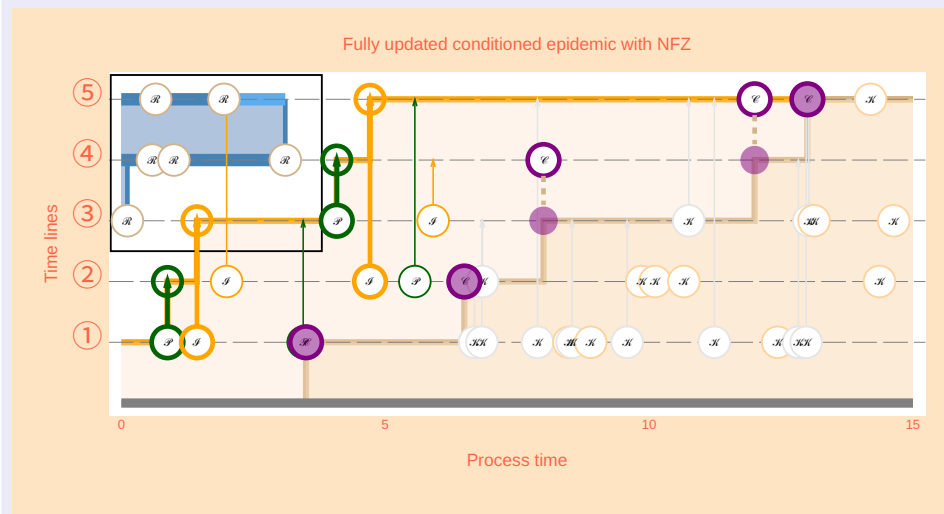 Fully updated conditioned epidemic with NFZ
⑤ ℛ ℛ 𝒞 𝒞 𝒦
④ ℛ ℛ ℛ 𝒞
③ ℛ 𝒫 ℐ 𝒦 𝒦 𝒦
② ℐ ℐ 𝒫 𝒞 𝒦 𝒦 𝒦 𝒦 𝒦
① 𝒫 ℐ 𝒦 𝒦 𝒦 𝒦 𝒦 𝒦 𝒦 𝒦 𝒦 𝒦
Time lines
0 5 10 15
Process time